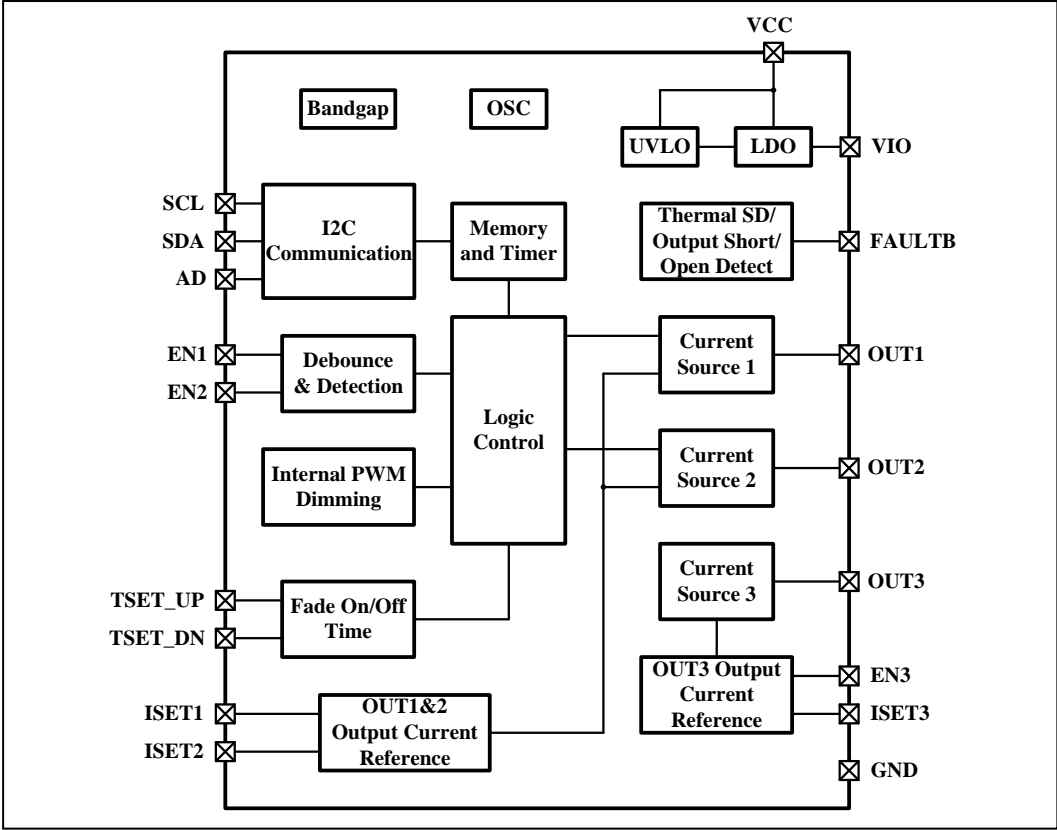 VCC
Bandgap
OSC
UVLO
LDO
VIO
SCL
SDA
AD
I2C
Communication
Memory
and Timer
Thermal SD/
Output Short/
Open Detect
FAULTB
EN1
EN2
Debounce
& Detection
Logic
Control
Current
Source 1
OUT1
Internal PWM
Dimming
Current
Source 2
OUT2
TSET_UP
TSET_DN
Fade On/Off
Time
Current
Source 3
OUT3
ISET1
ISET2
OUT1&2
Output Current
Reference
OUT3 Output
Current
Reference
EN3
ISET3
GND